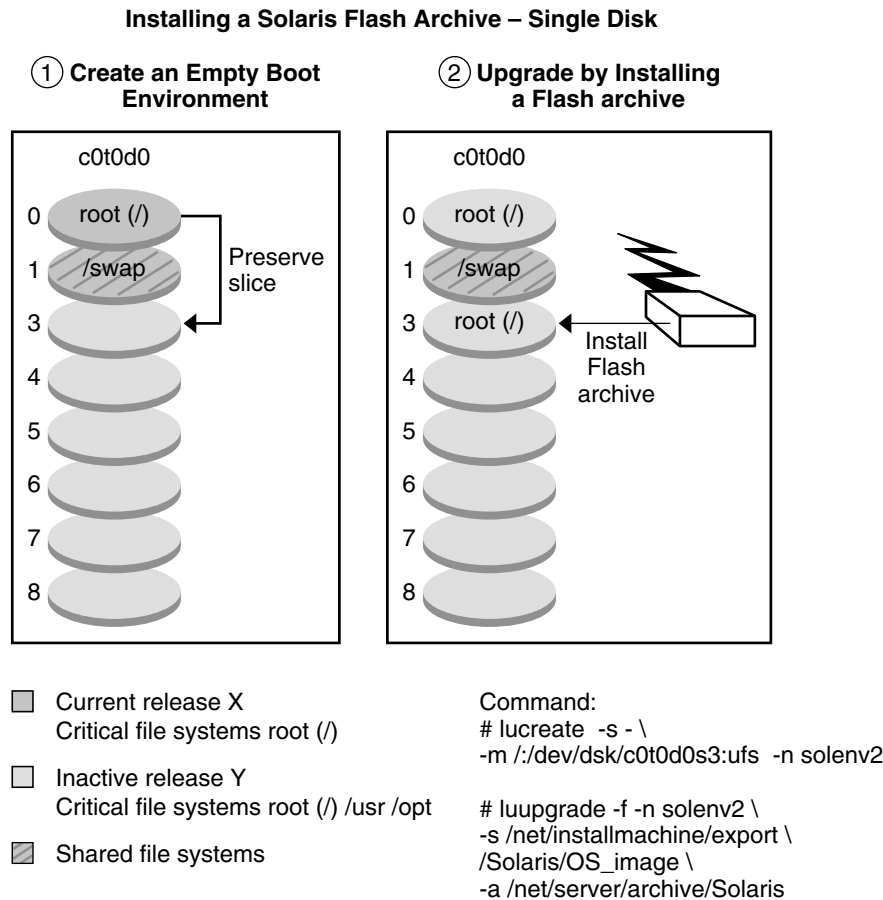 Installing a Solaris Flash Archive – Single Disk
1 Create an Empty Boot
Environment
c0t0d0
0 root (/)
1 /swap
Preserve
slice
3
4
5
6
7
8
2 Upgrade by Installing
a Flash archive
c0t0d0
0 root (/)
1 /swap
3 root (/)
Install
Flash
archive
4
5
6
7
8
Current release X
Critical file systems root (/)
Inactive release Y
Critical file systems root (/) /usr /opt
Shared file systems
Command:
# lucreate -s - \
-m /:/dev/dsk/c0t0d0s3:ufs -n solenv2
# luupgrade -f -n solenv2 \
-s /net/installmachine/export \
/Solaris/OS_image \
-a /net/server/archive/Solaris